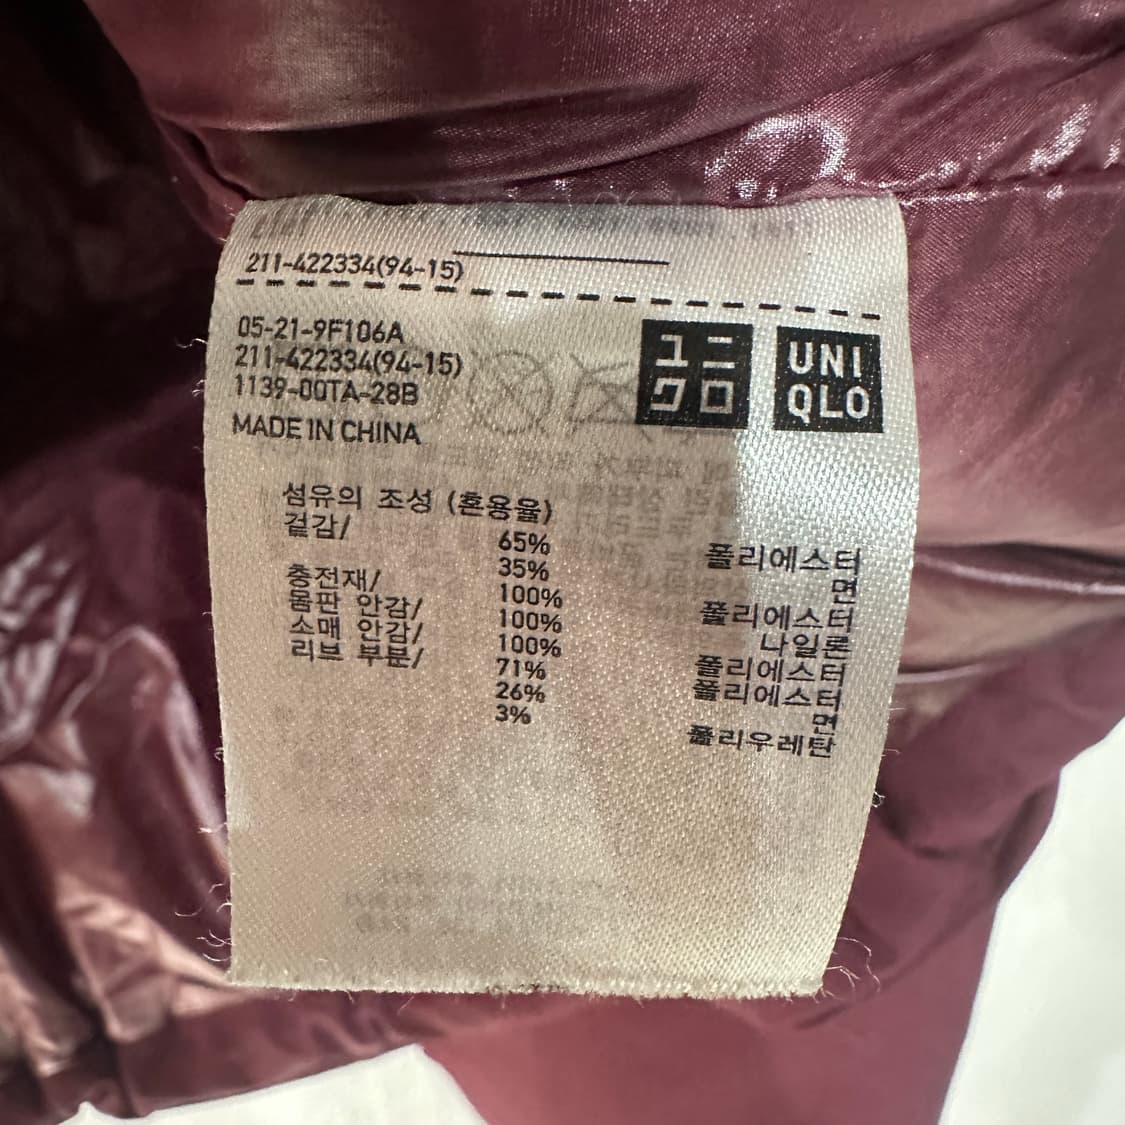 211-422334(94-15)
05-21-9F106A
211-422334(94-15)
1139-00TA-28B
MADE IN CHINA
ユニ
クロ
UNI
QLO
섬유의 조성 (혼용율)
겉감/
65% 폴리에스터
35% 면
충전재/ 100% 폴리에스터
몸판 안감/ 100% 나일론
소매 안감/ 100% 폴리에스터
리브 부분/ 71% 폴리에스터
26% 면
3% 폴리우레탄